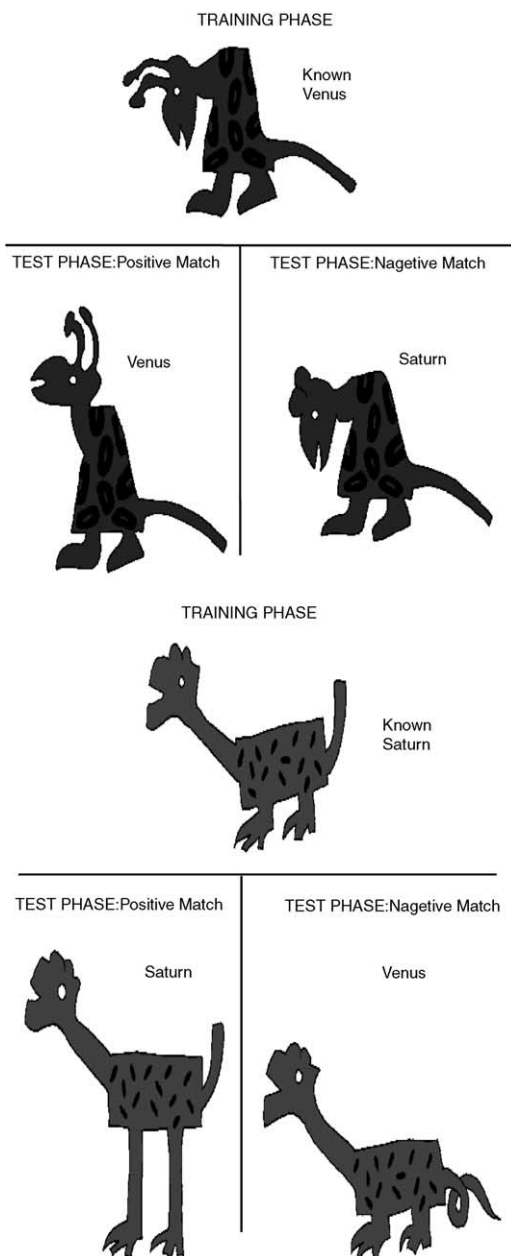 TRAINING PHASE
Known
Venus
TEST PHASE:Positive Match
TEST PHASE:Nagetive Match
Venus
Saturn
TRAINING PHASE
Known
Saturn
TEST PHASE:Positive Match
TEST PHASE:Nagetive Match
Saturn
Venus